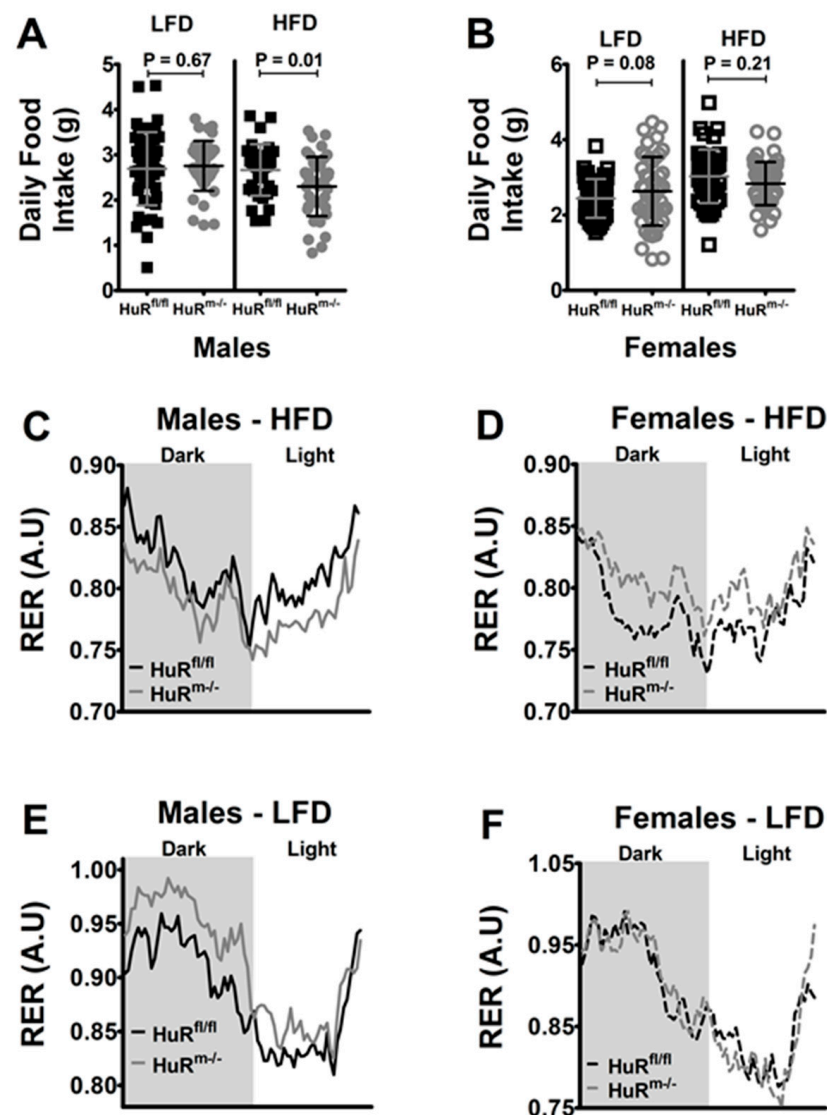 A
LFD HFD
P = 0.67 P = 0.01
Daily Food
Intake (g)
5
4
3
2
1
0
HuR^fl/fl HuR^m-/- HuR^fl/fl HuR^m-/-
Males
B
LFD HFD
P = 0.08 P = 0.21
Daily Food
Intake (g)
6
4
2
0
HuR^fl/fl HuR^m-/- HuR^fl/fl HuR^m-/-
Females
C
Males - HFD
Dark Light
RER (A.U)
0.90
0.85
0.80
0.75
0.70
HuR^fl/fl
HuR^m-/-
D
Females - HFD
Dark Light
RER (A.U)
0.90
0.85
0.80
0.75
0.70
HuR^fl/fl
HuR^m-/-
E
Males - LFD
Dark Light
RER (A.U)
1.00
0.95
0.90
0.85
0.80
HuR^fl/fl
HuR^m-/-
F
Females - LFD
Dark Light
RER (A.U)
1.05
0.95
0.85
0.75
HuR^fl/fl
HuR^m-/-